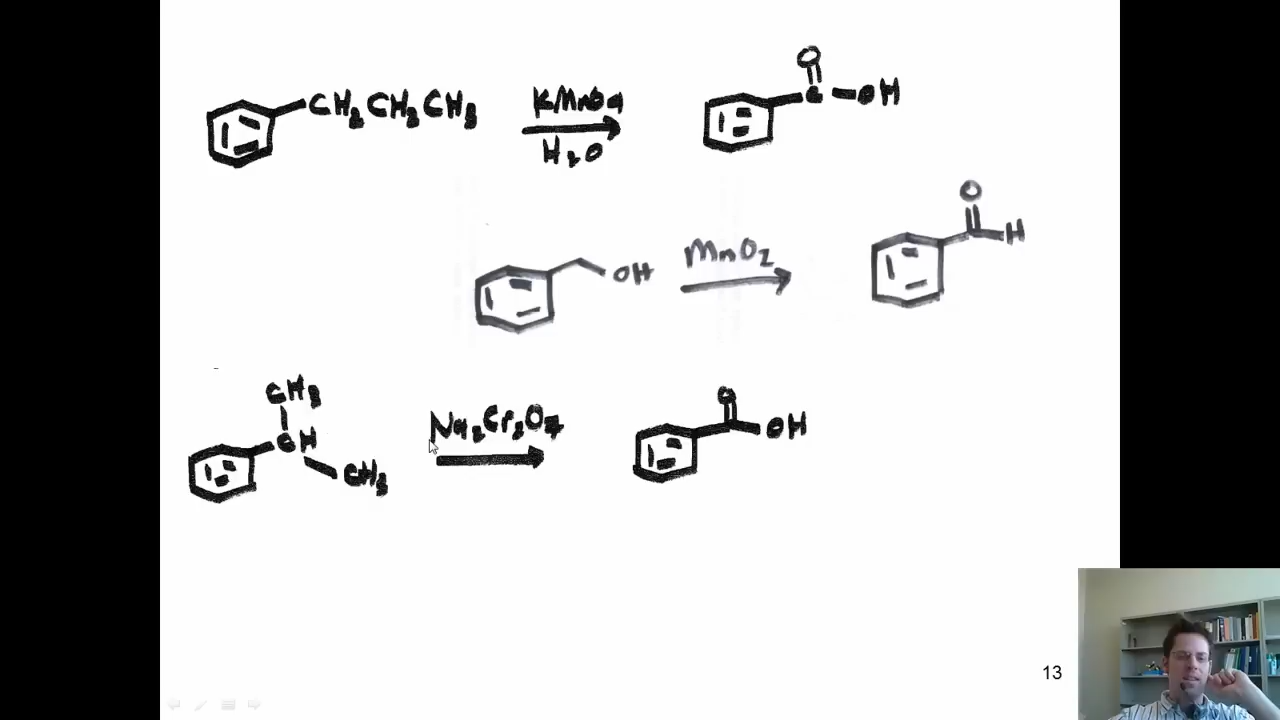 CH₂CH₂CH₃ KMnO₄ H₂O O C OH
OH MnO₂ O H
CH₃ CH CH₃ Na₂Cr₂O₇ O OH
13